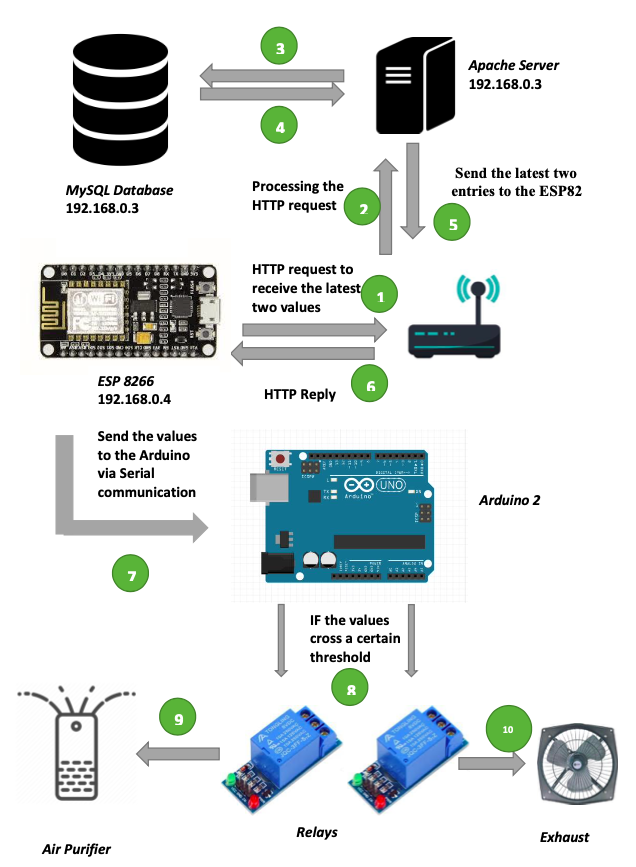 3
Apache Server
192.168.0.3
4
MySQL Database
192.168.0.3
Processing the
HTTP request
2
Send the latest two
entries to the ESP82
5
HTTP request to
receive the latest
two values
1
ESP 8266
192.168.0.4
6
HTTP Reply
Send the values
to the Arduino
via Serial
communication
7
RESET
UNO
Arduino
Arduino 2
IF the values
cross a certain
threshold
8
9
10
Relays
Air Purifier
Exhaust